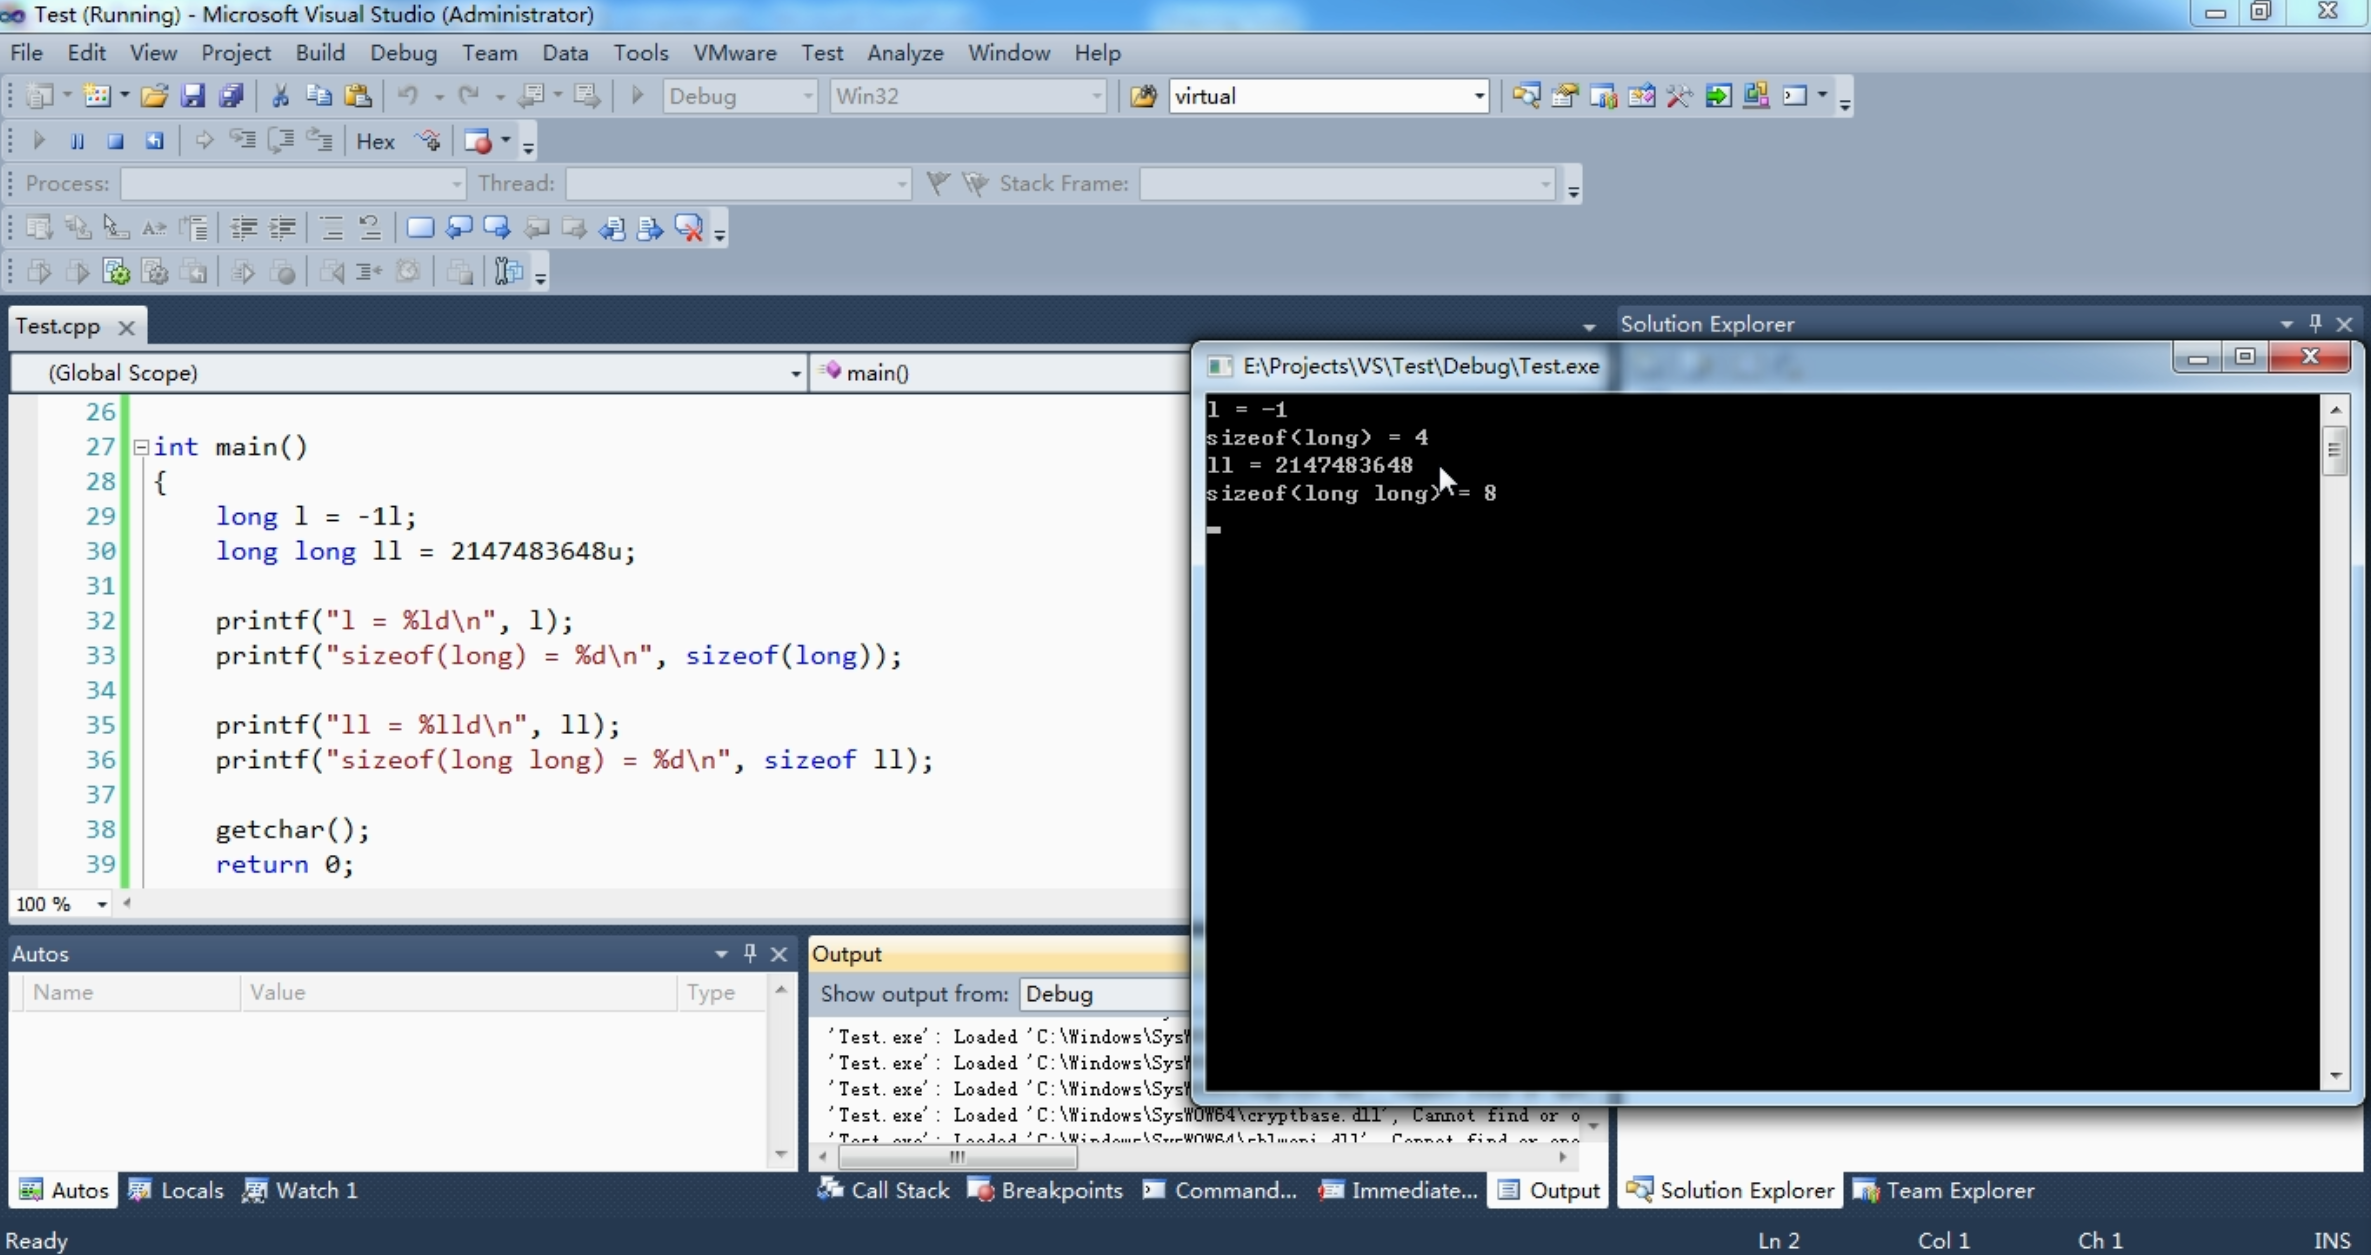 Test (Running) - Microsoft Visual Studio (Administrator)
File Edit View Project Build Debug Team Data Tools VMware Test Analyze Window Help
Debug Win32 virtual
Hex
Process: Thread: Stack Frame:
Test.cpp
Solution Explorer
(Global Scope) main()
26
27 int main()
28 {
29 long l = -1l;
30 long long ll = 2147483648u;
31
32 printf("l = %ld\n", l);
33 printf("sizeof(long) = %d\n", sizeof(long));
34
35 printf("ll = %lld\n", ll);
36 printf("sizeof(long long) = %d\n", sizeof ll);
37
38 getchar();
39 return 0;
100 %
E:\Projects\VS\Test\Debug\Test.exe
l = -1
sizeof(long) = 4
ll = 2147483648
sizeof(long long) = 8
Autos
Name Value Type
Output
Show output from: Debug
'Test.exe': Loaded 'C:\Windows\Sys
'Test.exe': Loaded 'C:\Windows\Sys
'Test.exe': Loaded 'C:\Windows\Sys
'Test.exe': Loaded 'C:\Windows\SysWOW64\cryptbase.dll', Cannot find or o
'Test.exe': Loaded 'C:\Windows\SysWOW64\
Autos Locals Watch 1
Call Stack Breakpoints Command... Immediate... Output
Solution Explorer Team Explorer
Ready Ln 2 Col 1 Ch 1 INS